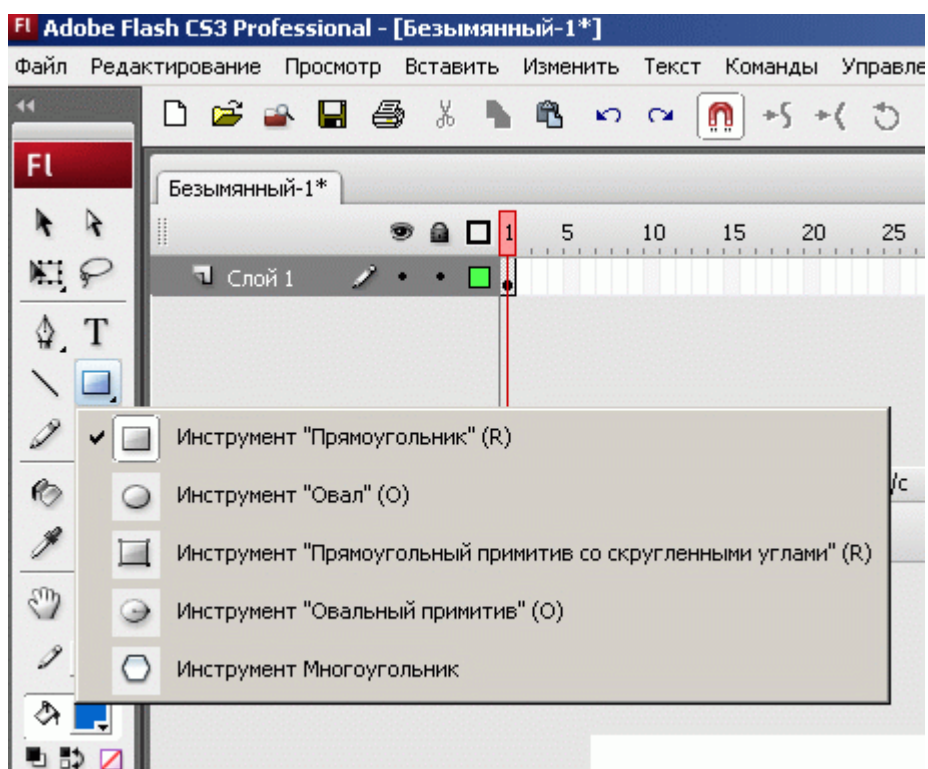 Fl Adobe Flash CS3 Professional - [Безымянный-1*]
Файл Редактирование Просмотр Вставить Изменить Текст Команды Управле
Fl
Безымянный-1*
1 5 10 15 20 25
Слой 1
T
Инструмент "Прямоугольник" (R)
Инструмент "Овал" (O)
/с
Инструмент "Прямоугольный примитив со скругленными углами" (R)
Инструмент "Овальный примитив" (O)
Инструмент Многоугольник